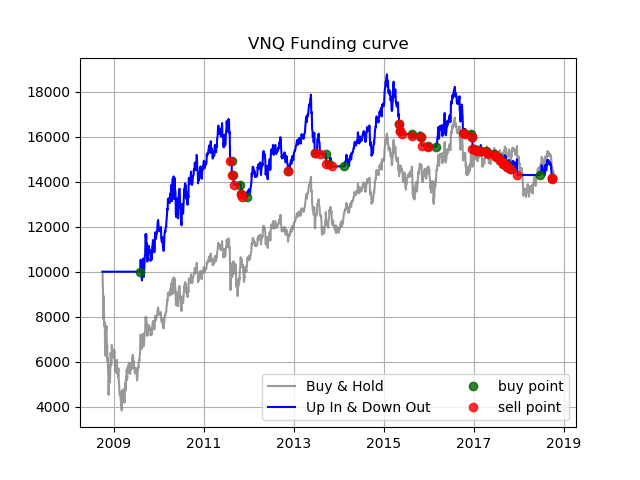 VNQ Funding curve
18000
16000
14000
12000
10000
8000
6000
4000
Buy & Hold
Up In & Down Out
buy point
sell point
2009 2011 2013 2015 2017 2019